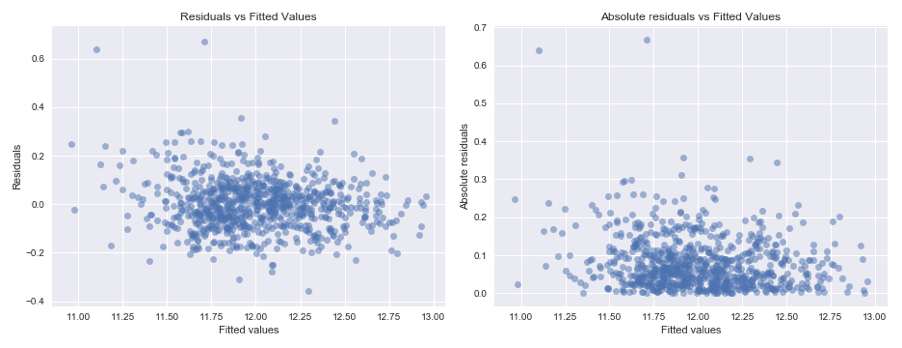 Residuals vs Fitted Values
0.6
0.4
0.2
0.0
−0.2
−0.4
Residuals
11.00 11.25 11.50 11.75 12.00 12.25 12.50 12.75 13.00
Fitted values
Absolute residuals vs Fitted Values
0.7
0.6
0.5
0.4
0.3
0.2
0.1
0.0
Absolute residuals
11.00 11.25 11.50 11.75 12.00 12.25 12.50 12.75 13.00
Fitted values